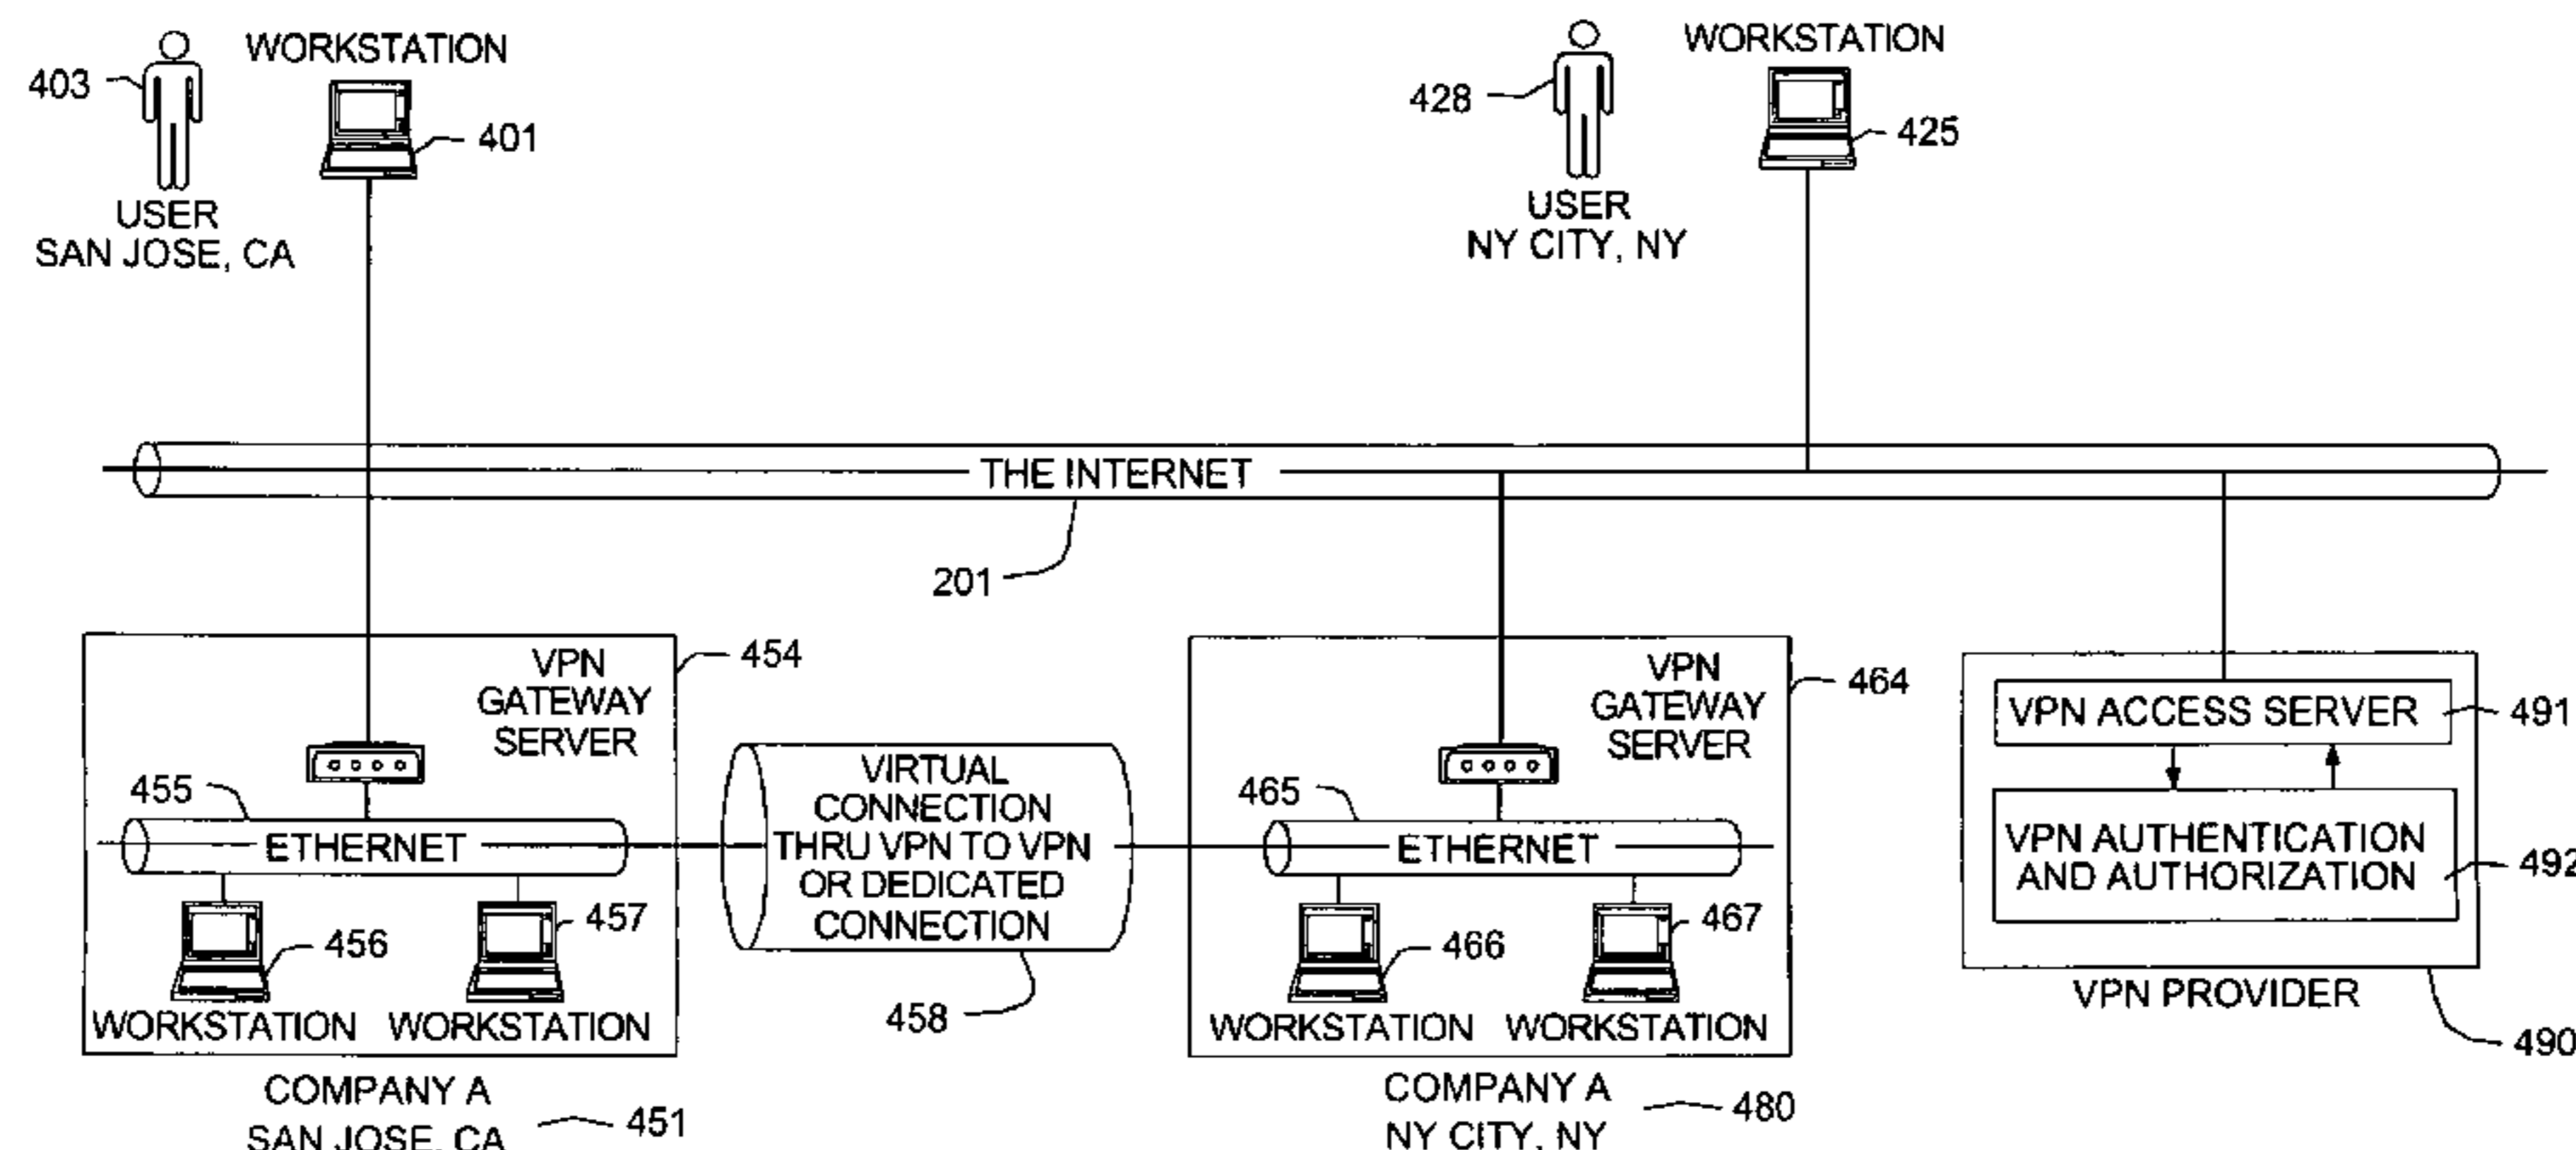 WORKSTATION
403
401
USER
SAN JOSE, CA
WORKSTATION
428
425
USER
NY CITY, NY
THE INTERNET
201
VPN
GATEWAY
SERVER
454
455
ETHERNET
456
457
WORKSTATION WORKSTATION
COMPANY A
SAN JOSE, CA
451
VIRTUAL
CONNECTION
THRU VPN TO VPN
OR DEDICATED
CONNECTION
458
VPN
GATEWAY
SERVER
464
465
ETHERNET
466
467
WORKSTATION WORKSTATION
COMPANY A
NY CITY, NY
480
VPN ACCESS SERVER
491
VPN AUTHENTICATION
AND AUTHORIZATION
492
VPN PROVIDER
490